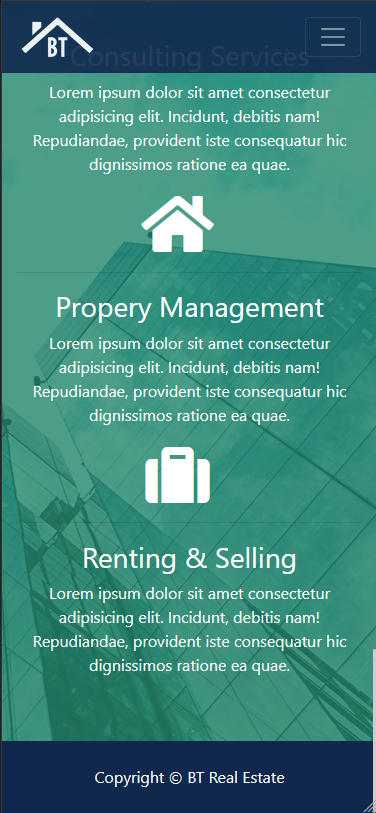 BT
Consulting Services
Lorem ipsum dolor sit amet consectetur
adipisicing elit. Incidunt, debitis nam!
Repudiandae, provident iste consequatur hic
dignissimos ratione ea quae.
Propery Management
Lorem ipsum dolor sit amet consectetur
adipisicing elit. Incidunt, debitis nam!
Repudiandae, provident iste consequatur hic
dignissimos ratione ea quae.
Renting & Selling
Lorem ipsum dolor sit amet consectetur
adipisicing elit. Incidunt, debitis nam!
Repudiandae, provident iste consequatur hic
dignissimos ratione ea quae.
Copyright © BT Real Estate